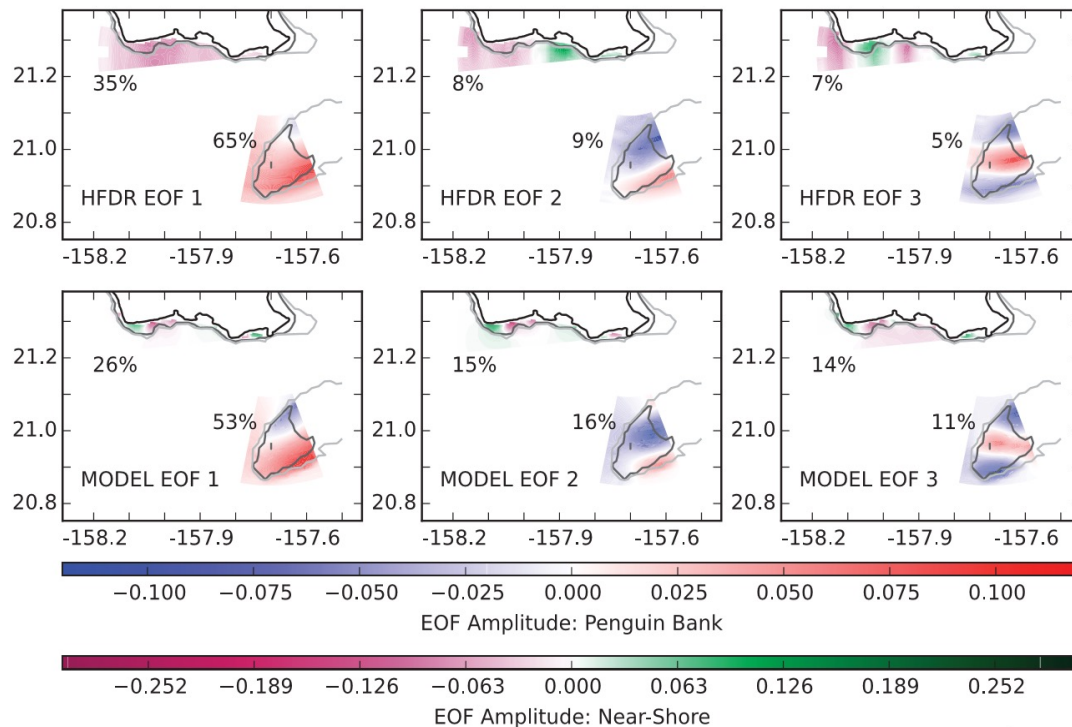 21.2
21.0
20.8
35%
65%
HFDR EOF 1
-158.2 -157.9 -157.6
8%
9%
HFDR EOF 2
-158.2 -157.9 -157.6
21.2
21.0
20.8
7%
5%
HFDR EOF 3
-158.2 -157.9 -157.6
21.2
21.0
20.8
21.2
21.0
20.8
26%
53%
MODEL EOF 1
-158.2 -157.9 -157.6
21.2
21.0
20.8
15%
16%
MODEL EOF 2
-158.2 -157.9 -157.6
21.2
21.0
20.8
14%
11%
MODEL EOF 3
-158.2 -157.9 -157.6
21.2
21.0
20.8
−0.100 −0.075 −0.050 −0.025 0.000 0.025 0.050 0.075 0.100
EOF Amplitude: Penguin Bank
−0.252 −0.189 −0.126 −0.063 0.000 0.063 0.126 0.189 0.252
EOF Amplitude: Near-Shore